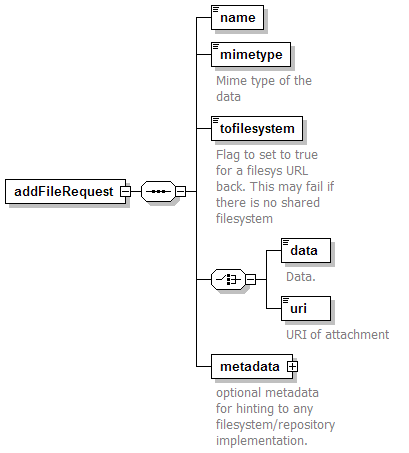 name
mimetype
Mime type of the
data
tofilesystem
Flag to set to true
for a filesys URL
back. This may fail if
there is no shared
filesystem
addFileRequest
data
Data.
uri
URI of attachment
metadata
optional metadata
for hinting to any
filesystem/repository
implementation.